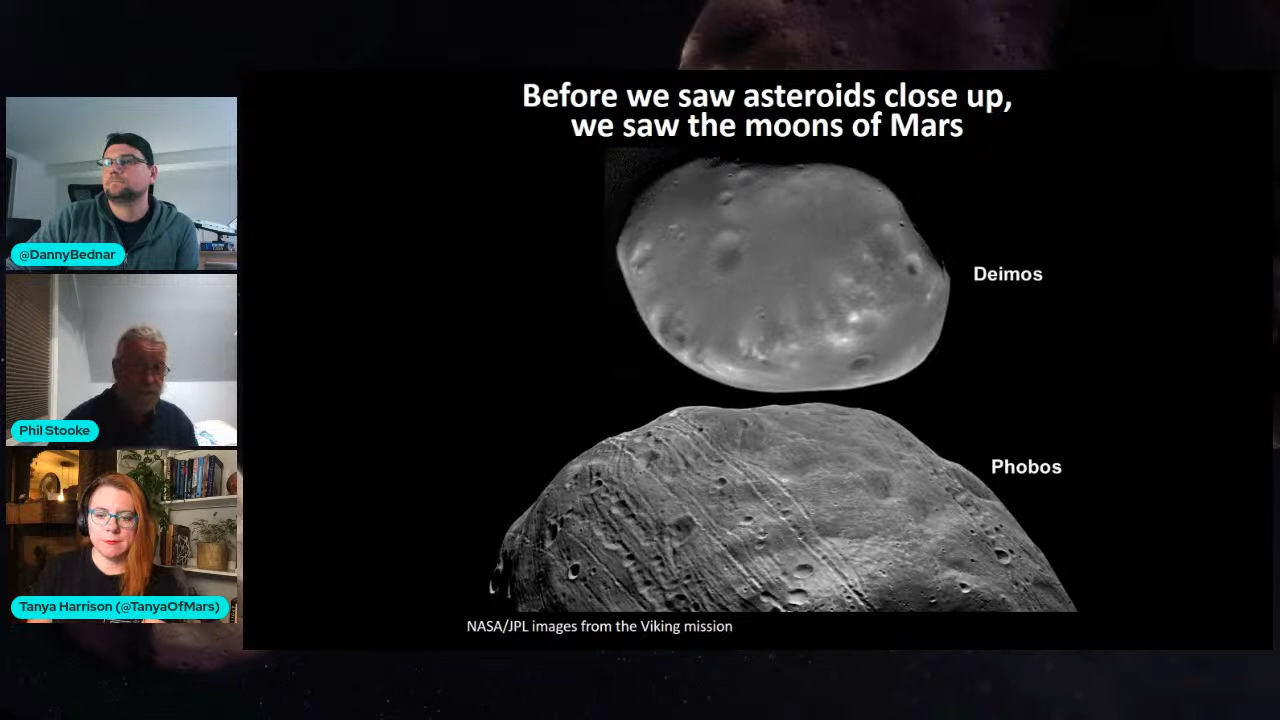 Before we saw asteroids close up,
we saw the moons of Mars
@DannyBednar
Deimos
Phil Stooke
Phobos
Tanya Harrison (@TanyaOfMars)
NASA/JPL images from the Viking mission